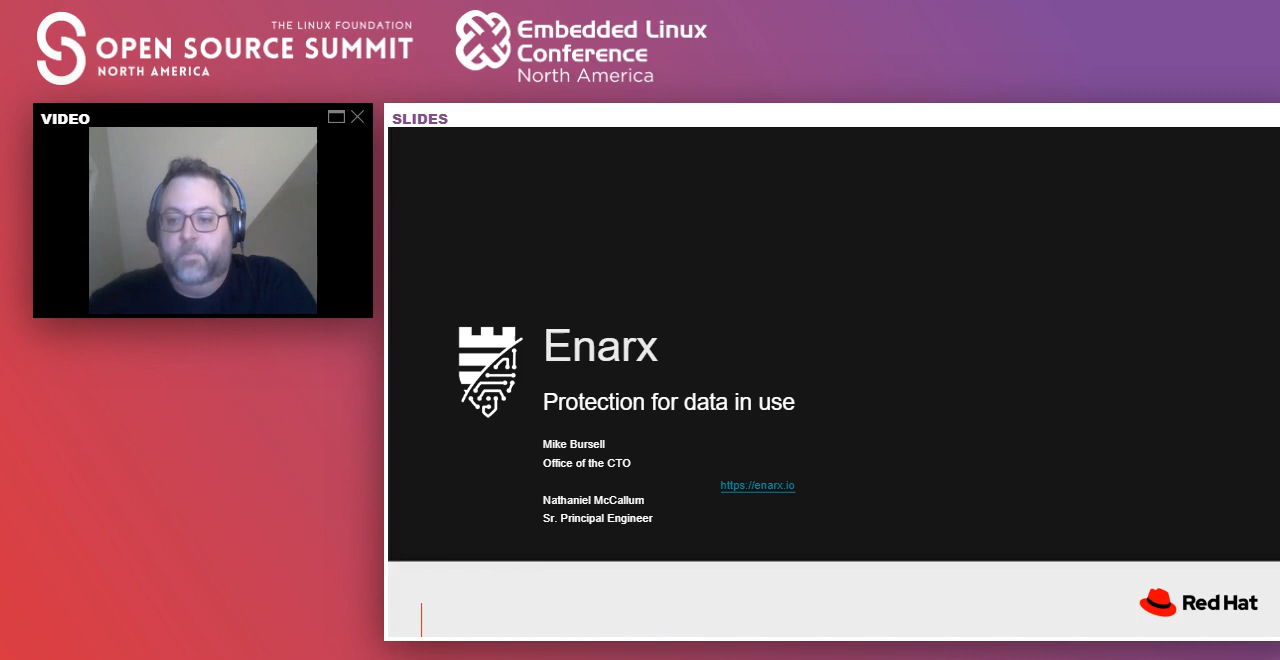 THE LINUX FOUNDATION
OPEN SOURCE SUMMIT
NORTH AMERICA
Embedded Linux
Conference
North America
VIDEO
SLIDES
Enarx
Protection for data in use
Mike Bursell
Office of the CTO
https://enarx.io
Nathaniel McCallum
Sr. Principal Engineer
Red Hat